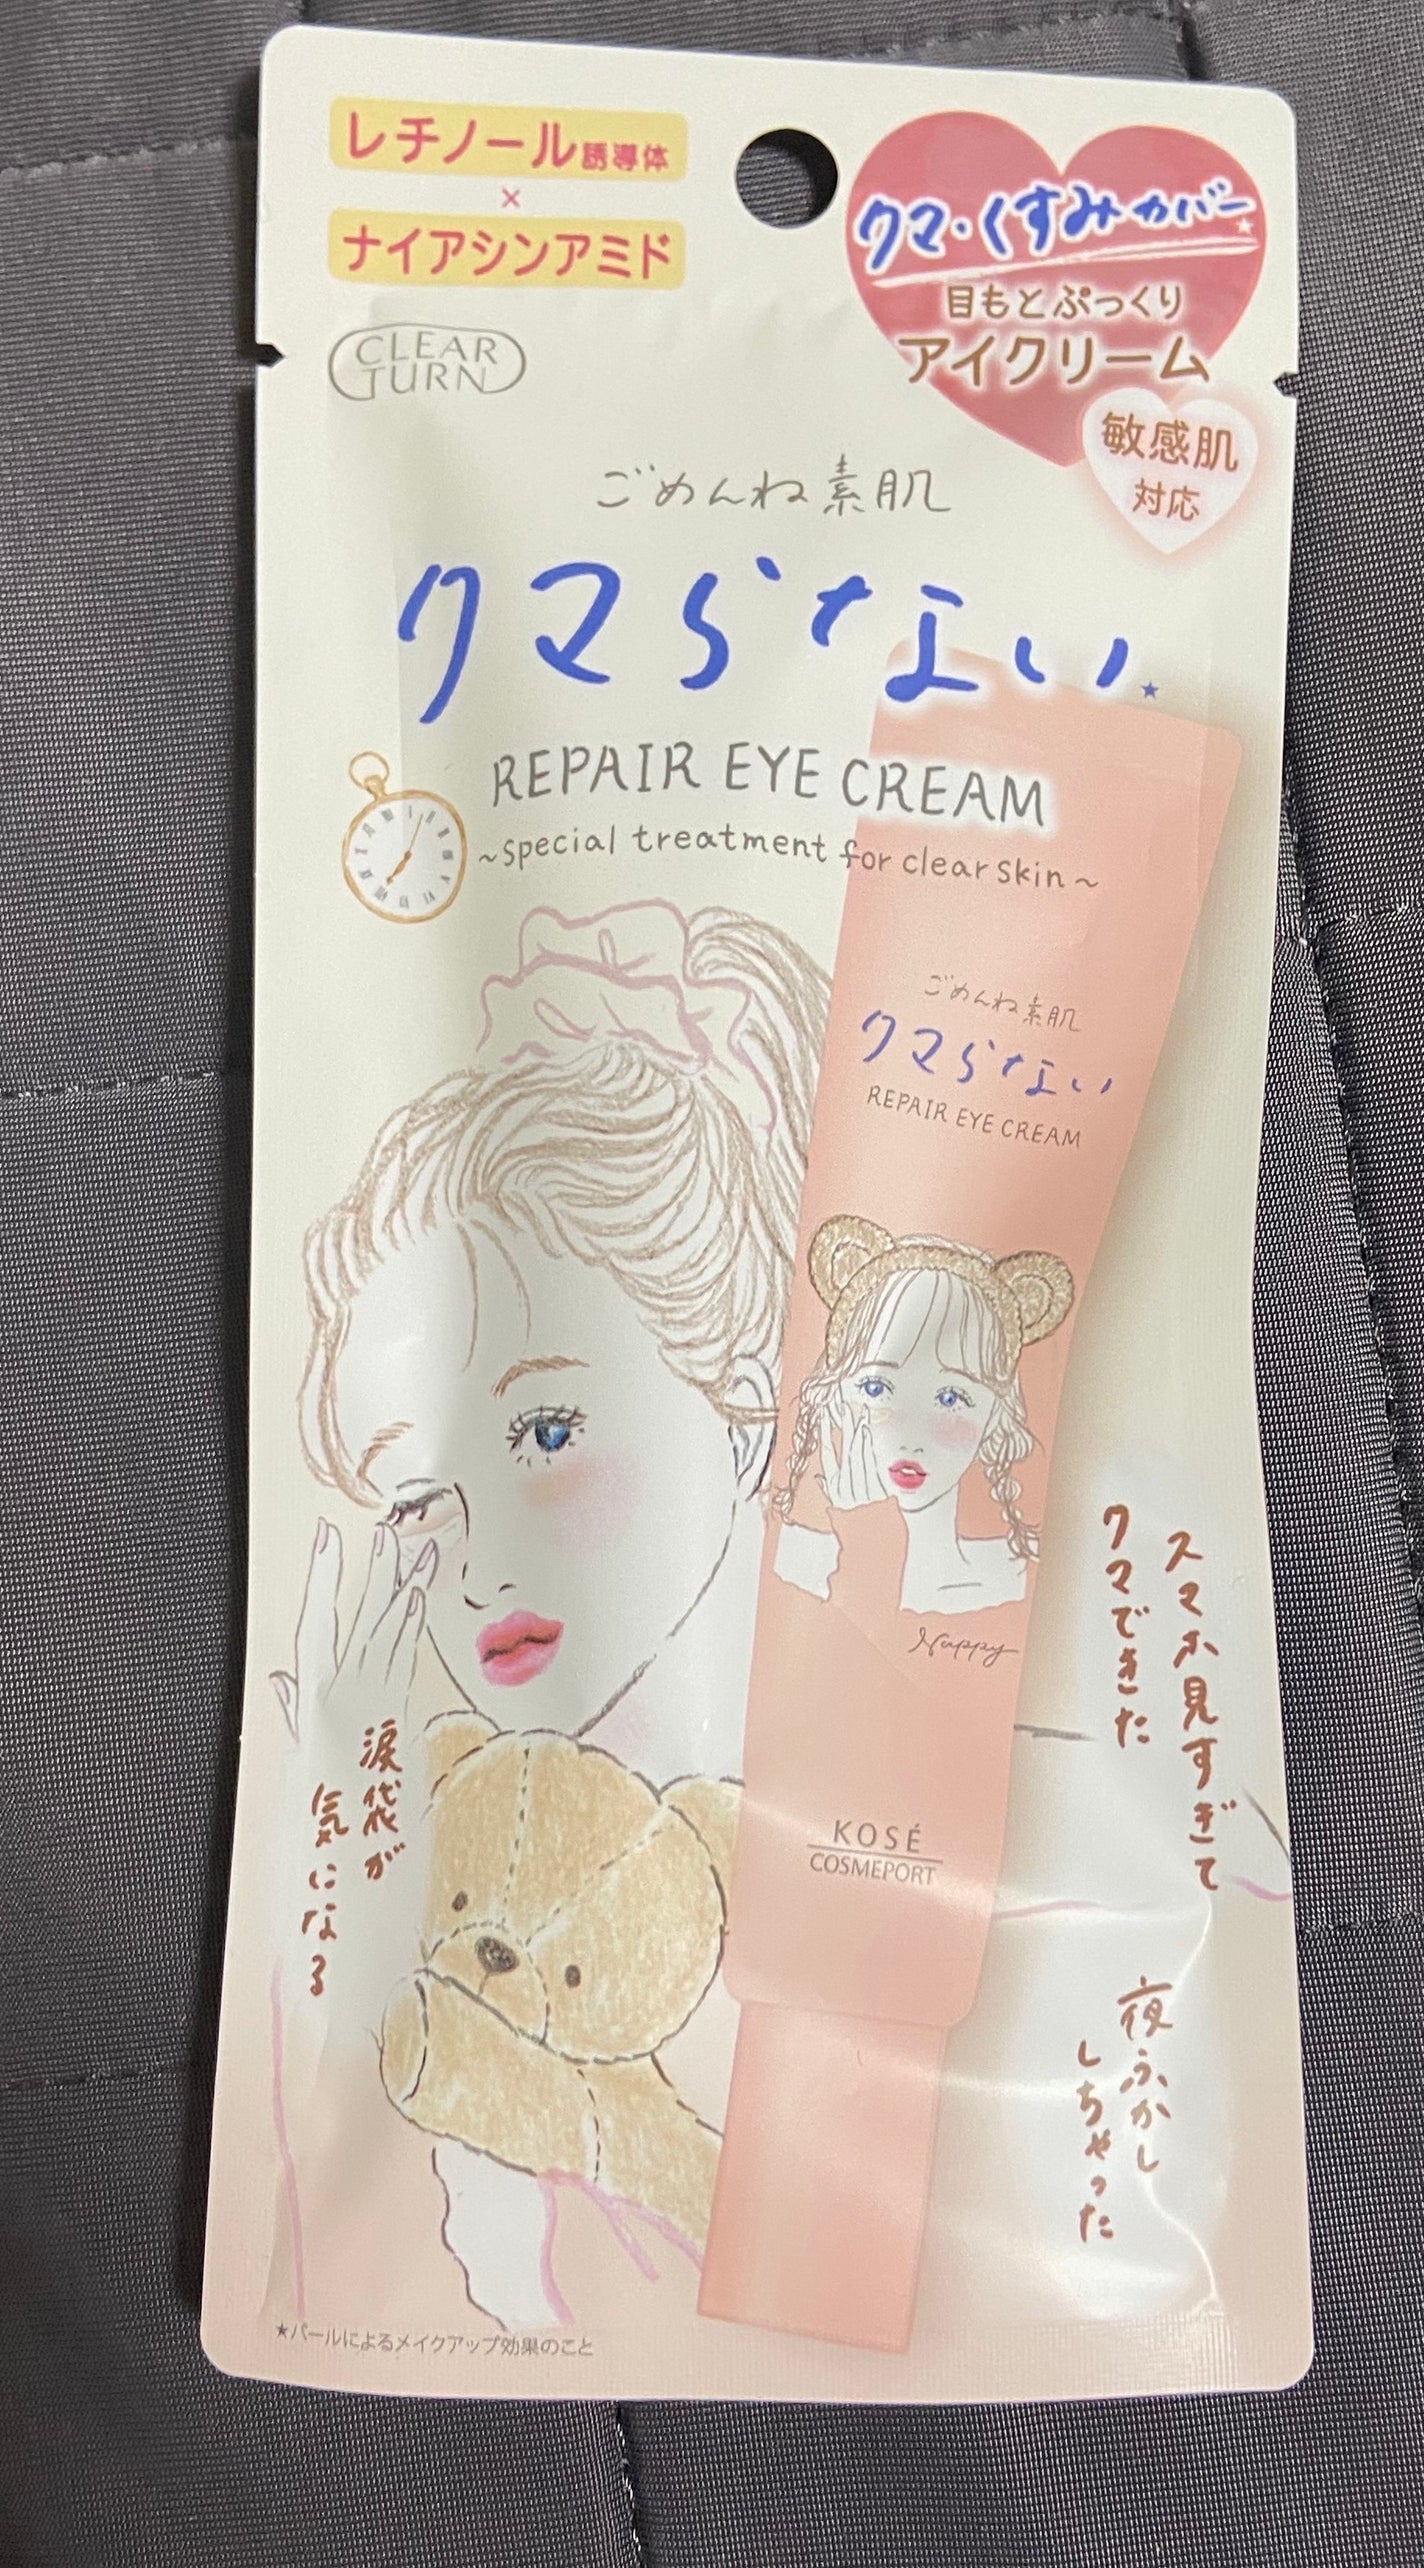 レチノール誘導体
×
ナイアシンアミド
クマ・くすみカバー★
目もとぷっくり
アイクリーム
敏感肌
対応
CLEAR
TURN
ごめんね素肌
クマらない★
REPAIR EYE CREAM
~special treatment for clear skin~
ごめんね素肌
クマらない
REPAIR EYE CREAM
Nuppy
KOSÉ
COSMEPORT
スマホ見すぎて
クマできた
涙袋が
気になる
夜ふかし
しちゃった
★パールによるメイクアップ効果のこと